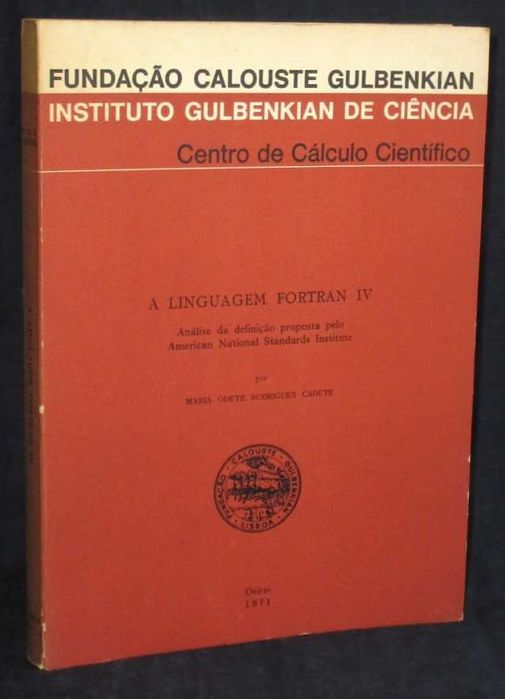 FUNDAÇÃO CALOUSTE GULBENKIAN
INSTITUTO GULBENKIAN DE CIÊNCIA
Centro de Cálculo Científico
A LINGUAGEM FORTRAN IV
Análise da definição proposta pelo
American National Standards Institute
por
MARIA ODETE RODRIGUES CADETE
FUNDAÇÃO · CALOUSTE · GULBENKIAN ·
LISBOA
Oeiras
1971